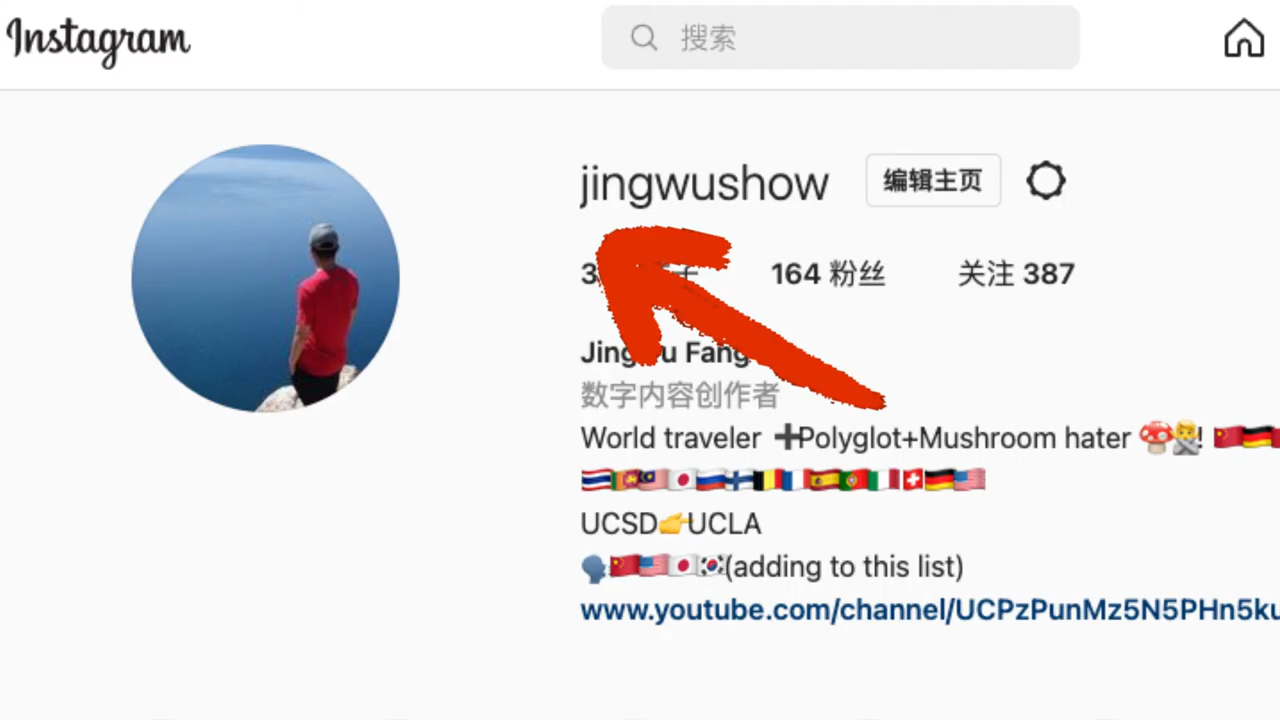 Instagram
搜索
jingwushow 编辑主页
164 粉丝 关注 387
Fang
数字内容创作者
World traveler ➕Polyglot+Mushroom hater 🍄🙅‍♂️! 🇨🇳🇩🇪
🇹🇭🇱🇰🇲🇾🇯🇵🇷🇺🇫🇮🇧🇪🇫🇷🇪🇸🇵🇹🇮🇹🇨🇭🇩🇪🇺🇸
UCSD👉UCLA
🗣🇨🇳🇺🇸🇯🇵🇰🇷(adding to this list)
www.youtube.com/channel/UCPzPunMz5N5PHn5ku